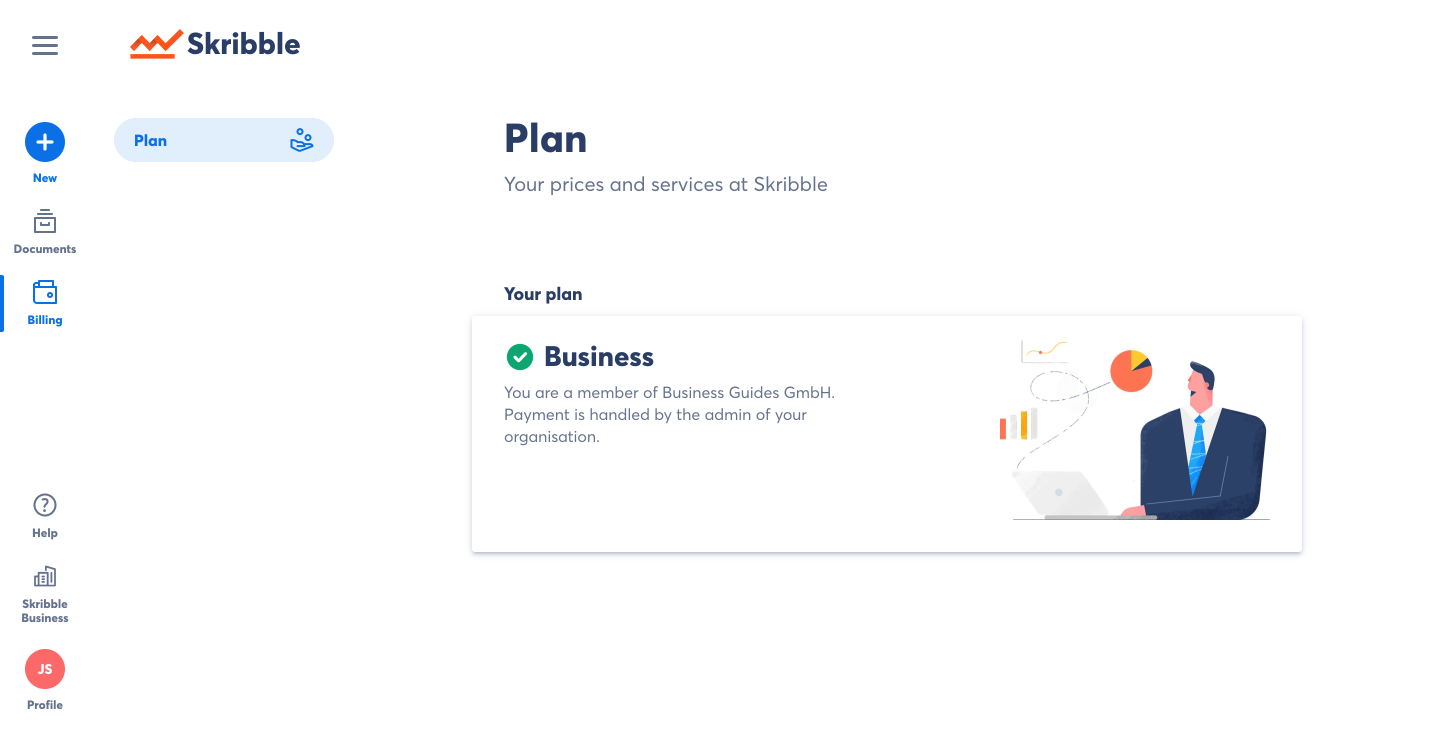 Skribble
New
Documents
Billing
Help
Skribble
Business
JS
Profile
Plan
Plan
Your prices and services at Skribble
Your plan
Business
You are a member of Business Guides GmbH.
Payment is handled by the admin of your
organisation.